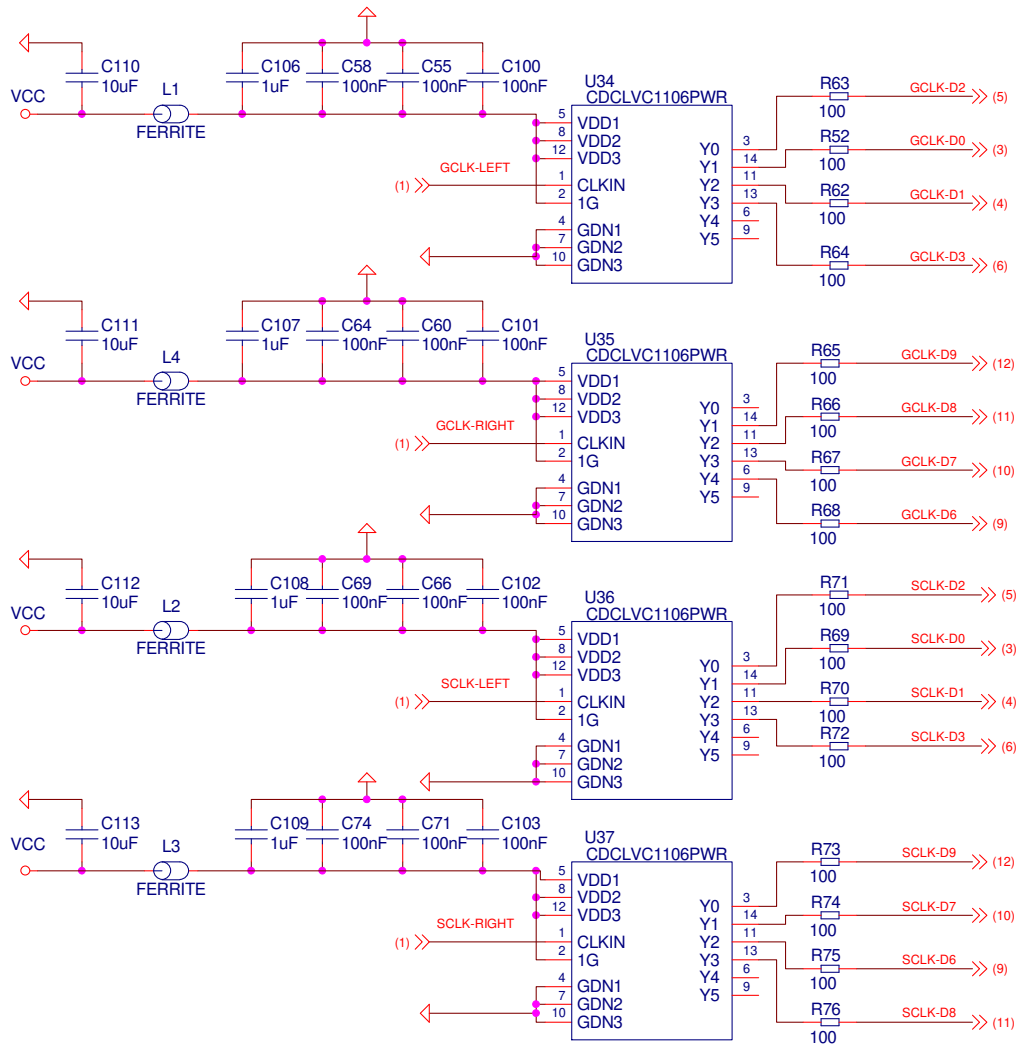 C110
10uF
VCC
L1
FERRITE
C106
1uF
C58
100nF
C55
100nF
C100
100nF
U34
CDCLVC1106PWR
5 VDD1
8 VDD2
12 VDD3
(1) GCLK-LEFT 1 CLKIN
2 1G
4 GDN1
7 GDN2
10 GDN3
Y0 3
Y1 14
Y2 11
Y3 13
Y4 6
Y5 9
R63
100
GCLK-D2 (5)
R52
100
GCLK-D0 (3)
R62
100
GCLK-D1 (4)
R64
100
GCLK-D3 (6)
C111
10uF
VCC
L4
FERRITE
C107
1uF
C64
100nF
C60
100nF
C101
100nF
U35
CDCLVC1106PWR
5 VDD1
8 VDD2
12 VDD3
(1) GCLK-RIGHT 1 CLKIN
2 1G
4 GDN1
7 GDN2
10 GDN3
Y0 3
Y1 14
Y2 11
Y3 13
Y4 6
Y5 9
R65
100
GCLK-D9 (12)
R66
100
GCLK-D8 (11)
R67
100
GCLK-D7 (10)
R68
100
GCLK-D6 (9)
C112
10uF
VCC
L2
FERRITE
C108
1uF
C69
100nF
C66
100nF
C102
100nF
U36
CDCLVC1106PWR
5 VDD1
8 VDD2
12 VDD3
(1) SCLK-LEFT 1 CLKIN
2 1G
4 GDN1
7 GDN2
10 GDN3
Y0 3
Y1 14
Y2 11
Y3 13
Y4 6
Y5 9
R71
100
SCLK-D2 (5)
R69
100
SCLK-D0 (3)
R70
100
SCLK-D1 (4)
R72
100
SCLK-D3 (6)
C113
10uF
VCC
L3
FERRITE
C109
1uF
C74
100nF
C71
100nF
C103
100nF
U37
CDCLVC1106PWR
5 VDD1
8 VDD2
12 VDD3
(1) SCLK-RIGHT 1 CLKIN
2 1G
4 GDN1
7 GDN2
10 GDN3
Y0 3
Y1 14
Y2 11
Y3 13
Y4 6
Y5 9
R73
100
SCLK-D9 (12)
R74
100
SCLK-D7 (10)
R75
100
SCLK-D6 (9)
R76
100
SCLK-D8 (11)